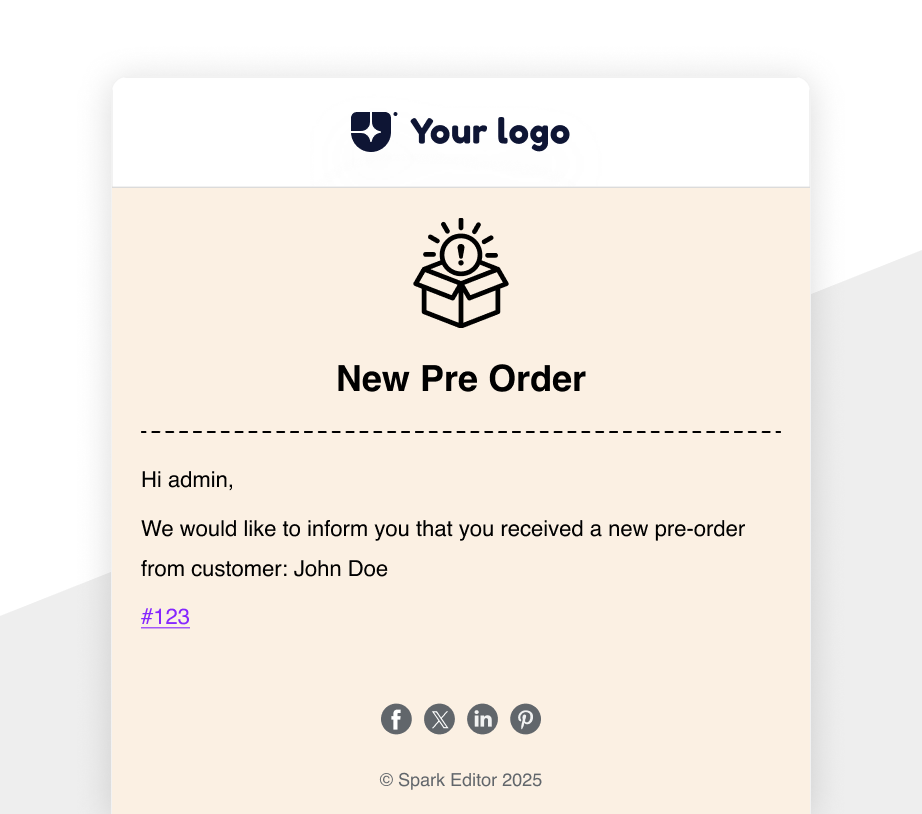 Your logo
New Pre Order
Hi admin,
We would like to inform you that you received a new pre-order
from customer: John Doe
#123
© Spark Editor 2025